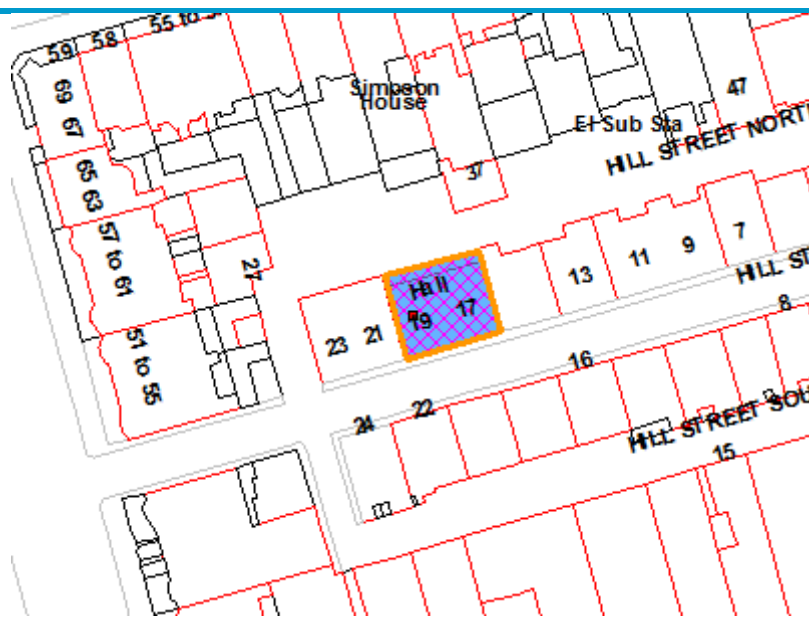 59
58
55 to
69
67
65
63
57 to 61
51 to 55
27
Simpson
House
El Sub Sta
47
HILL STREET NORTH
37
Hall
19
17
23
21
13
11
9
7
HILL ST
8
16
22
24
HILL STREET SOU
15